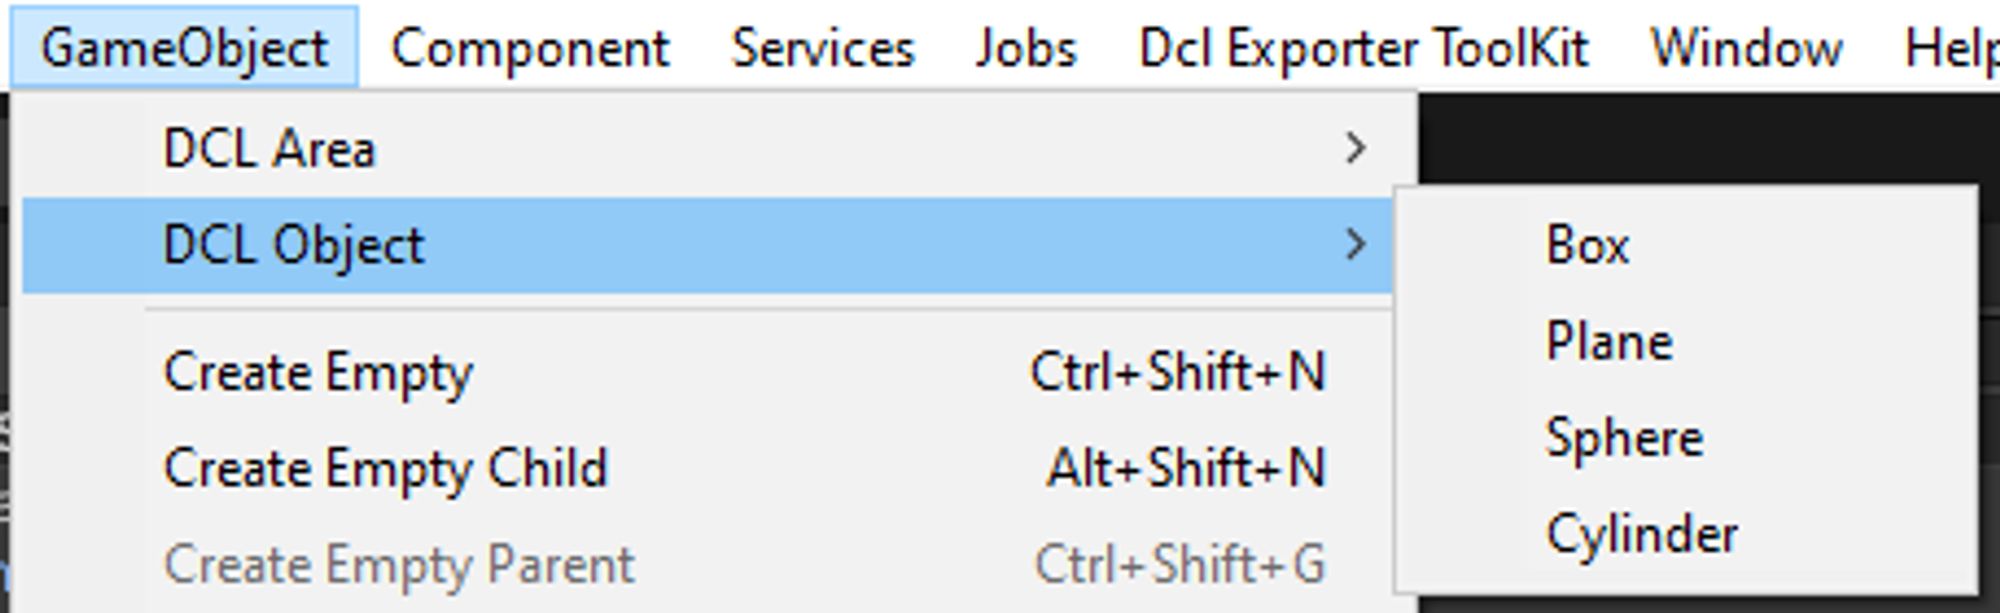 GameObject Component Services Jobs Dcl Exporter ToolKit Window Help
DCL Area
DCL Object
Box
Plane
Sphere
Cylinder
Create Empty Ctrl+Shift+N
Create Empty Child Alt+Shift+N
Create Empty Parent Ctrl+Shift+G